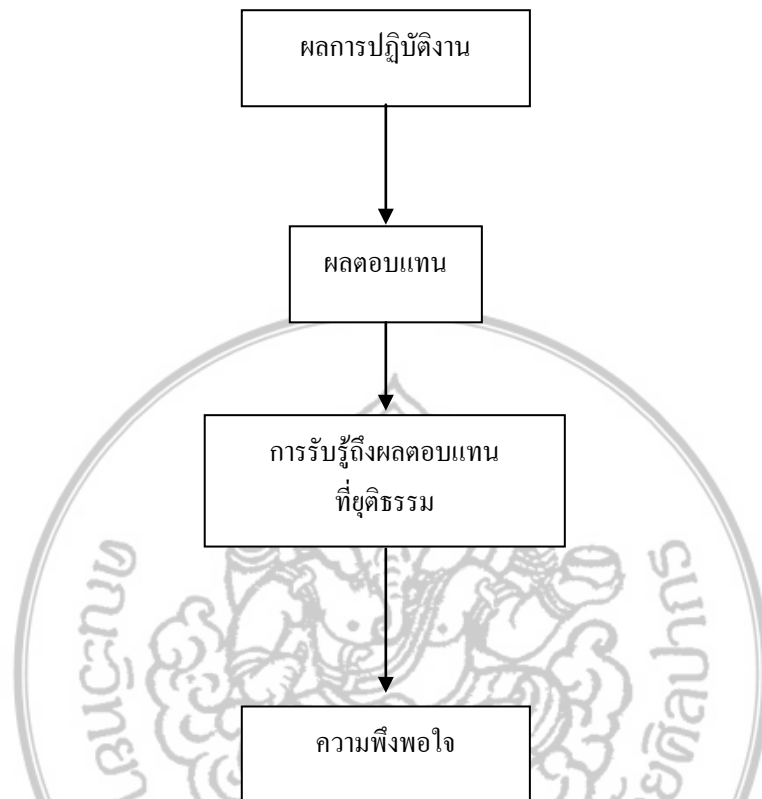 ผลการปฏิบัติงาน
ผลตอบแทน
การรับรู้ถึงผลตอบแทน
ที่ยุติธรรม
ความพึงพอใจ